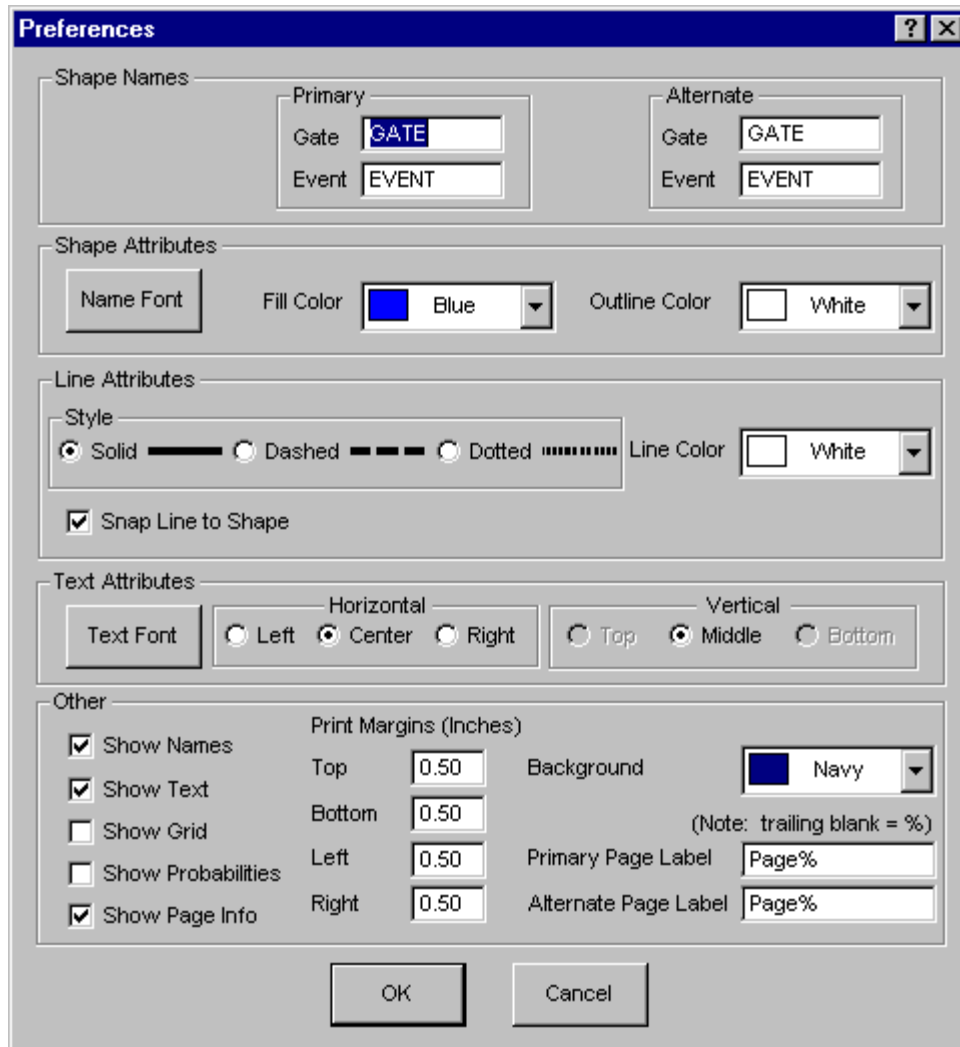 Preferences
Shape Names
Primary Alternate
Gate GATE Gate GATE
Event EVENT Event EVENT
Shape Attributes
Name Font Fill Color Blue Outline Color White
Line Attributes
Style
Solid Dashed Dotted Line Color White
Snap Line to Shape
Text Attributes
Horizontal Vertical
Text Font Left Center Right Top Middle Bottom
Other
Print Margins (Inches)
Show Names
Top 0.50 Background Navy
Show Text
Bottom 0.50
(Note: trailing blank = %)
Show Grid
Left 0.50 Primary Page Label Page%
Show Probabilities
Right 0.50 Alternate Page Label Page%
Show Page Info
OK Cancel